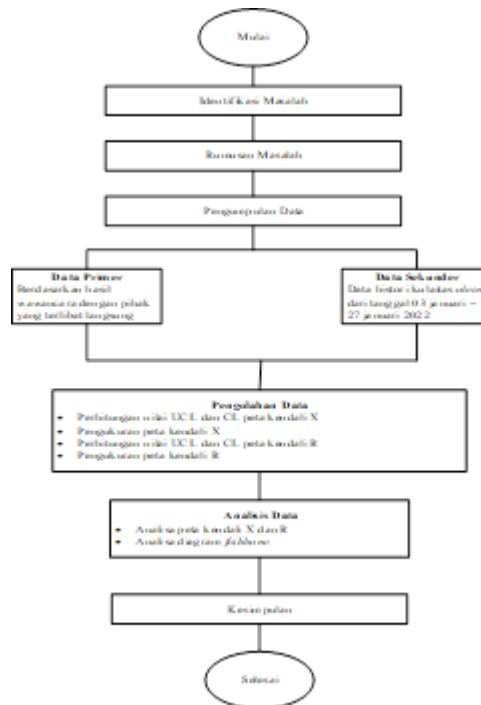 Mulai
Identifikasi Masalah
Rumusan Masalah
Pengumpulan Data
Data Primer
Berdasarkan hasil
wawancara dengan pihak
yang terlibat langsung
Data Sekunder
Data histori kualitas
dari tanggal 03 januari –
27 januari 2022
Pengolahan Data
• Perhitungan nilai UCL dan CL peta kendali X
• Pengukuran peta kendali X
• Perhitungan nilai UCL dan CL peta kendali R
• Pengukuran peta kendali R
Analisis Data
• Analisa peta kendali X dan R
• Analisa diagram fishbone
Kesimpulan
Selesai